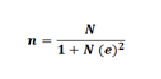 n = N / (1 + N (e)²)